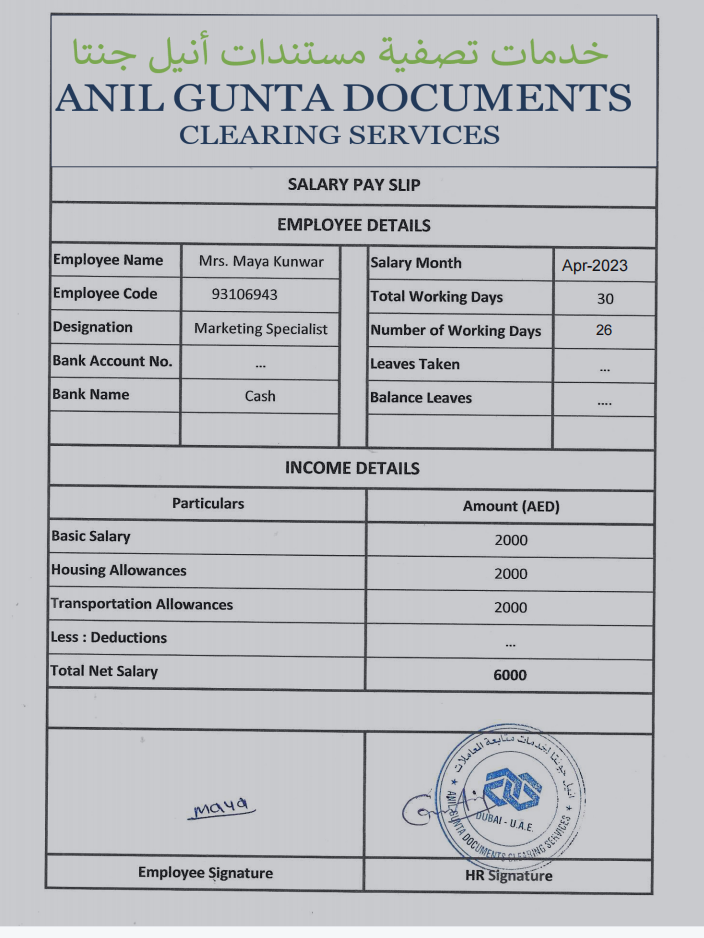 خدمات تصفية مستندات أنيل جنتا
ANIL GUNTA DOCUMENTS
CLEARING SERVICES
SALARY PAY SLIP
EMPLOYEE DETAILS
Employee Name Mrs. Maya Kunwar Salary Month Apr-2023
Employee Code 93106943 Total Working Days 30
Designation Marketing Specialist Number of Working Days 26
Bank Account No. ... Leaves Taken ...
Bank Name Cash Balance Leaves ....
INCOME DETAILS
Particulars Amount (AED)
Basic Salary 2000
Housing Allowances 2000
Transportation Allowances 2000
Less : Deductions ...
Total Net Salary 6000
maya
انيل جونتا لخدمات متابعة المعاملات
DUBAI - U.A.E.
ANIL GUNTA DOCUMENTS CLEARING SERVICES
Employee Signature HR Signature